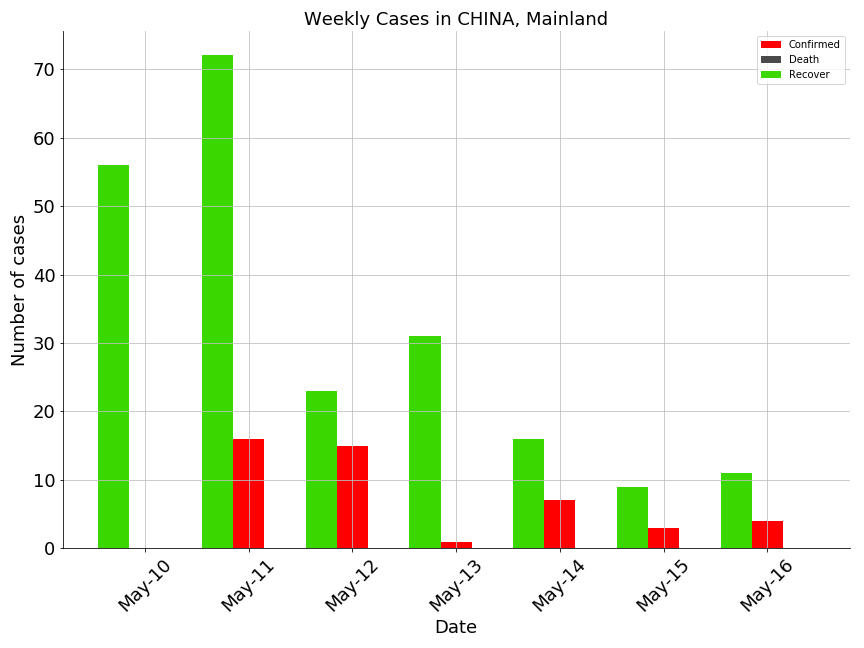 Weekly Cases in CHINA, Mainland
Confirmed
Death
Recover
Number of cases
70
60
50
40
30
20
10
0
May-10
May-11
May-12
May-13
May-14
May-15
May-16
Date